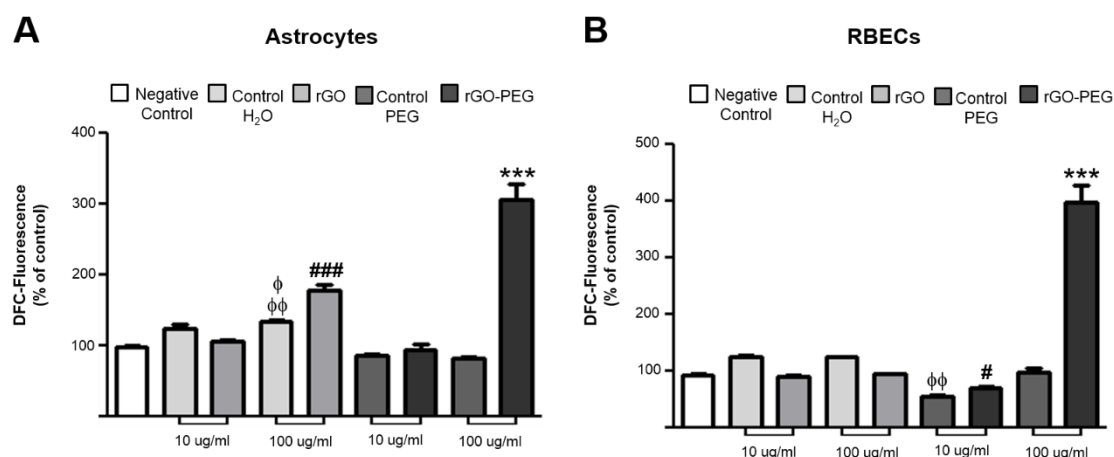 A
Astrocytes
Negative Control
Control H₂O
rGO
Control PEG
rGO-PEG
DFC-Fluorescence
(% of control)
400
300
200
100
ϕ
ϕϕ
###
***
10 ug/ml
100 ug/ml
10 ug/ml
100 ug/ml
B
RBECs
Negative Control
Control H₂O
rGO
Control PEG
rGO-PEG
DFC-Fluorescence
(% of control)
500
400
300
200
100
ϕϕ
#
***
10 ug/ml
100 ug/ml
10 ug/ml
100 ug/ml